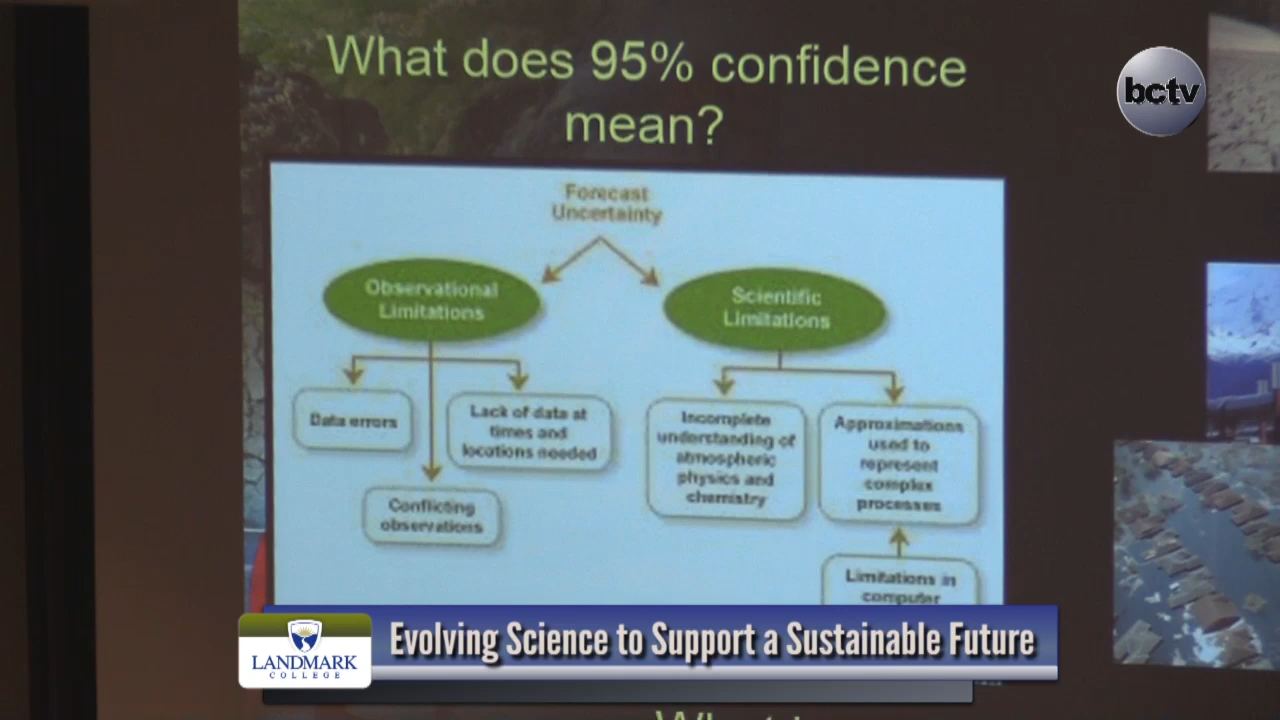 What does 95% confidence
mean?
bctv
Forecast
Uncertainty
Observational
Limitations
Scientific
Limitations
Data errors
Lack of data at
times and
locations needed
Conflicting
observations
Incomplete
understanding of
atmospheric
physics and
chemistry
Approximations
used to
represent
complex
processes
Limitations in
computer
Evolving Science to Support a Sustainable Future
LANDMARK
COLLEGE